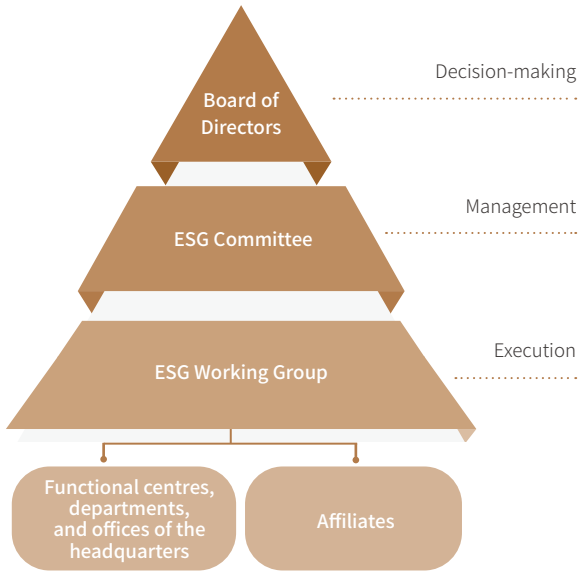 Board of
Directors
Decision-making
ESG Committee
Management
ESG Working Group
Execution
Functional centres,
departments,
and offices of the
headquarters
Affiliates